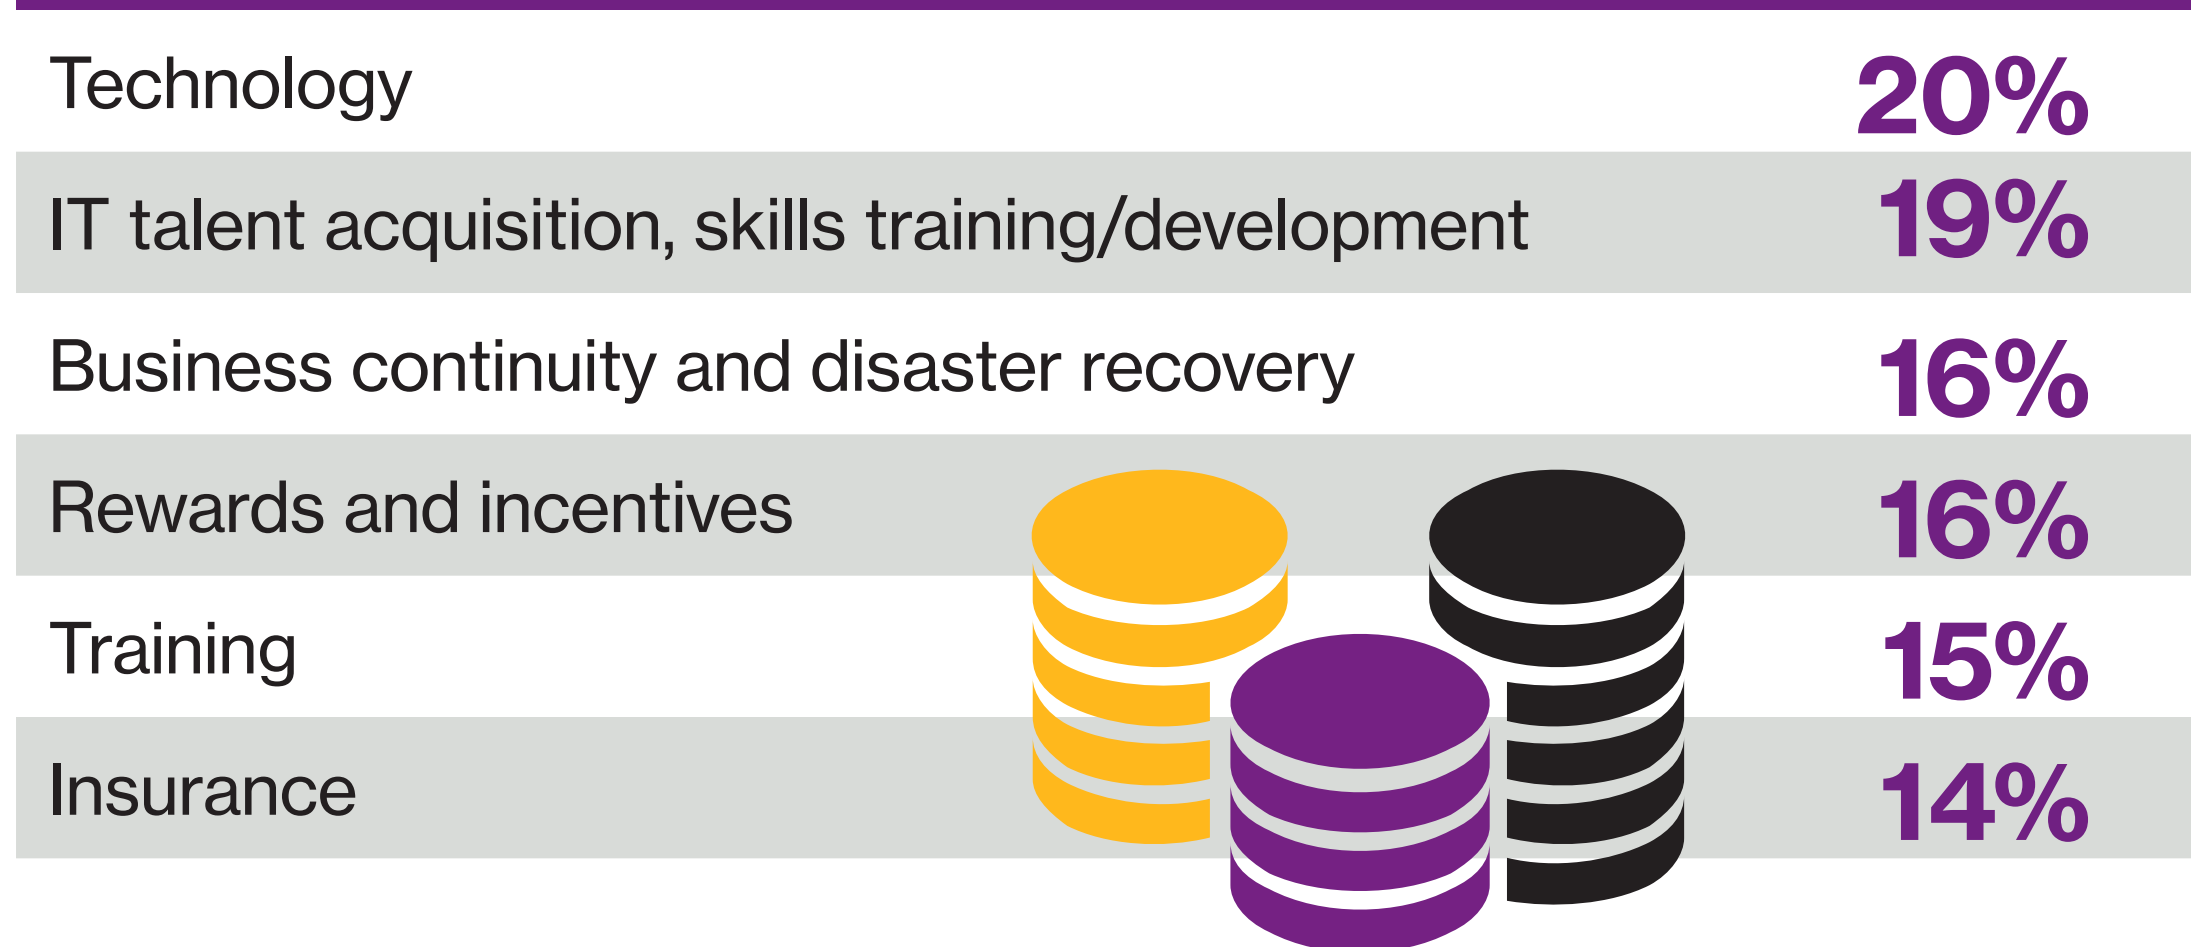 Technology 20%
IT talent acquisition, skills training/development 19%
Business continuity and disaster recovery 16%
Rewards and incentives 16%
Training 15%
Insurance 14%